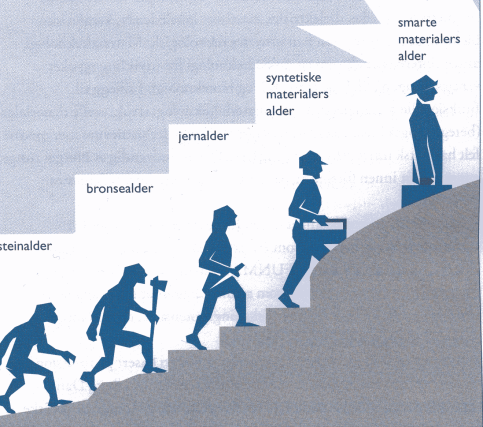 smarte
materialers
alder
syntetiske
materialers
alder
jernalder
bronsealder
steinalder